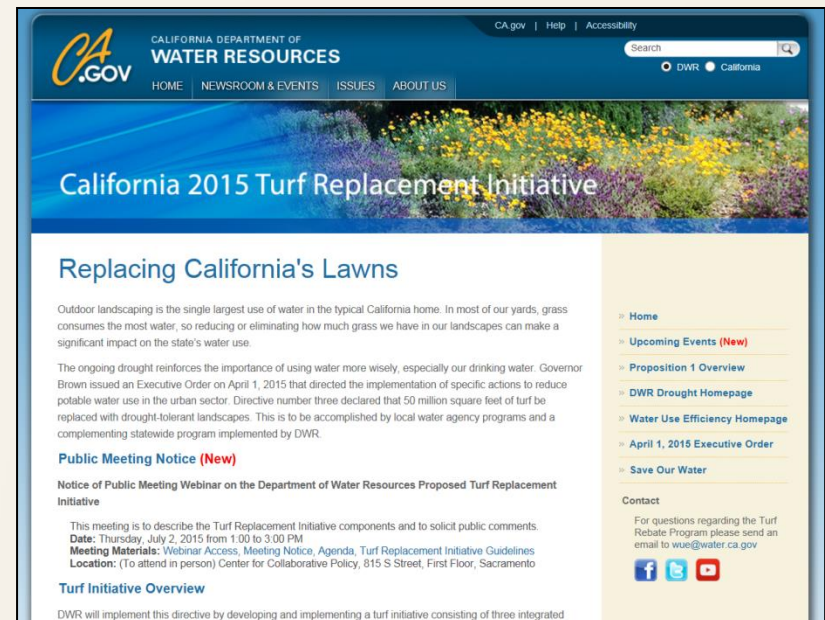 CA.gov | Help | Accessibility
CA
.GOV
CALIFORNIA DEPARTMENT OF
WATER RESOURCES
Search
DWR California
HOME NEWSROOM & EVENTS ISSUES ABOUT US
California 2015 Turf Replacement Initiative
Replacing California's Lawns
Outdoor landscaping is the single largest use of water in the typical California home. In most of our yards, grass
consumes the most water, so reducing or eliminating how much grass we have in our landscapes can make a
significant impact on the state's water use.
The ongoing drought reinforces the importance of using water more wisely, especially our drinking water. Governor
Brown issued an Executive Order on April 1, 2015 that directed the implementation of specific actions to reduce
potable water use in the urban sector. Directive number three declared that 50 million square feet of turf be
replaced with drought-tolerant landscapes. This is to be accomplished by local water agency programs and a
complementing statewide program implemented by DWR.
Public Meeting Notice (New)
Notice of Public Meeting Webinar on the Department of Water Resources Proposed Turf Replacement
Initiative
This meeting is to describe the Turf Replacement Initiative components and to solicit public comments.
Date: Thursday, July 2, 2015 from 1:00 to 3:00 PM
Meeting Materials: Webinar Access, Meeting Notice, Agenda, Turf Replacement Initiative Guidelines
Location: (To attend in person) Center for Collaborative Policy, 815 S Street, First Floor, Sacramento
Turf Initiative Overview
DWR will implement this directive by developing and implementing a turf initiative consisting of three integrated
» Home
» Upcoming Events (New)
» Proposition 1 Overview
» DWR Drought Homepage
» Water Use Efficiency Homepage
» April 1, 2015 Executive Order
» Save Our Water
Contact
For questions regarding the Turf
Rebate Program please send an
email to wue@water.ca.gov